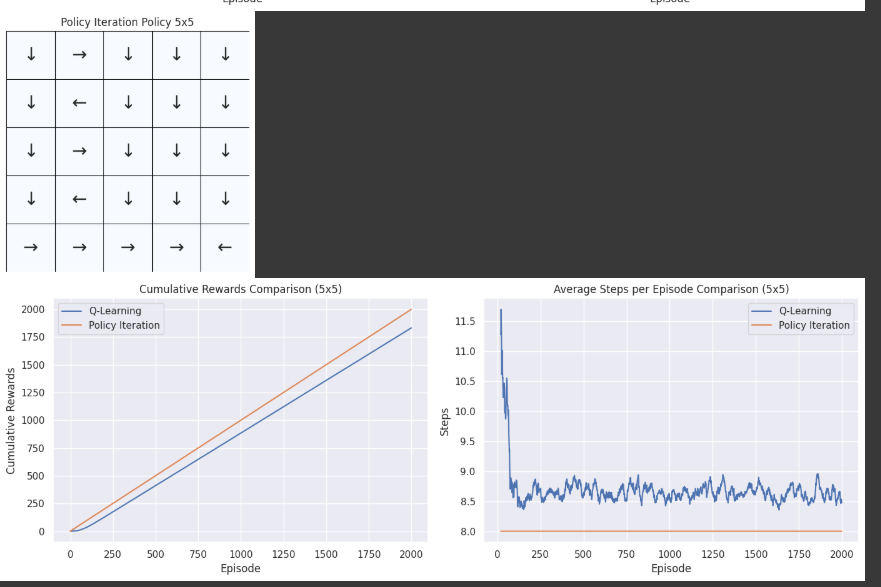 Episode Episode
Policy Iteration Policy 5x5
↓ → ↓ ↓ ↓
↓ ← ↓ ↓ ↓
↓ → ↓ ↓ ↓
↓ ← ↓ ↓ ↓
→ → → → ←
Cumulative Rewards Comparison (5x5)
Q-Learning
Policy Iteration
Cumulative Rewards
2000
1750
1500
1250
1000
750
500
250
0
0 250 500 750 1000 1250 1500 1750 2000
Episode
Average Steps per Episode Comparison (5x5)
Q-Learning
Policy Iteration
Steps
11.5
11.0
10.5
10.0
9.5
9.0
8.5
8.0
0 250 500 750 1000 1250 1500 1750 2000
Episode